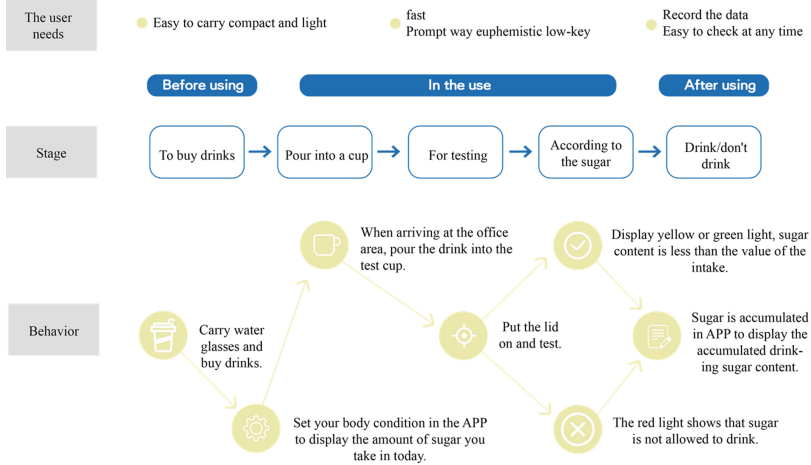 The user
needs
Easy to carry compact and light
fast
Prompt way euphemistic low-key
Record the data
Easy to check at any time
Before using
In the use
After using
Stage
To buy drinks
Pour into a cup
For testing
According to
the sugar
Drink/don't
drink
Behavior
When arriving at the office
area, pour the drink into the
test cup.
Display yellow or green light, sugar
content is less than the value of the
intake.
Carry water
glasses and
buy drinks.
Put the lid
on and test.
Sugar is accumulated
in APP to display the
accumulated drink-
ing sugar content.
Set your body condition in the APP
to display the amount of sugar you
take in today.
The red light shows that sugar
is not allowed to drink.